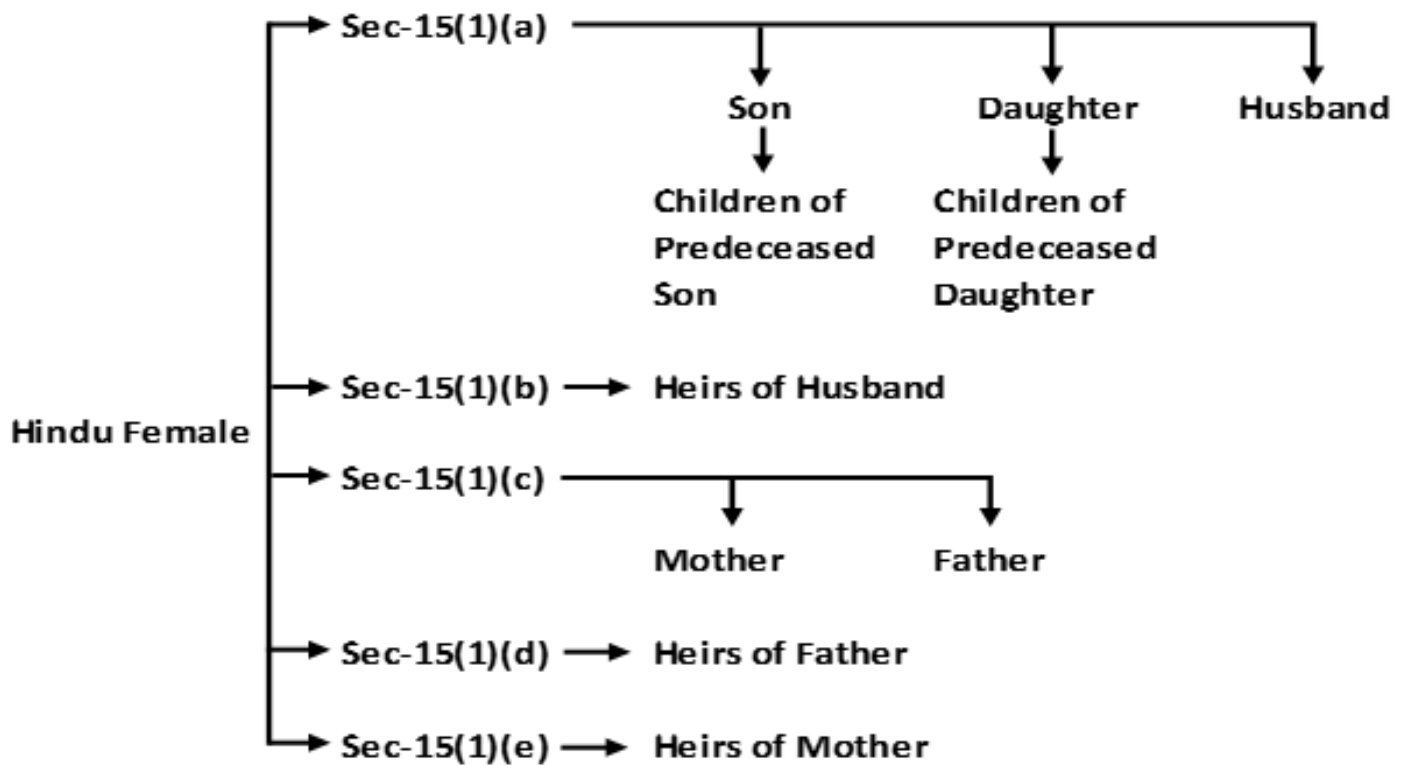 Sec-15(1)(a)
Son Daughter Husband
Children of Children of
Predeceased Predeceased
Son Daughter
Sec-15(1)(b) Heirs of Husband
Hindu Female
Sec-15(1)(c)
Mother Father
Sec-15(1)(d) Heirs of Father
Sec-15(1)(e) Heirs of Mother